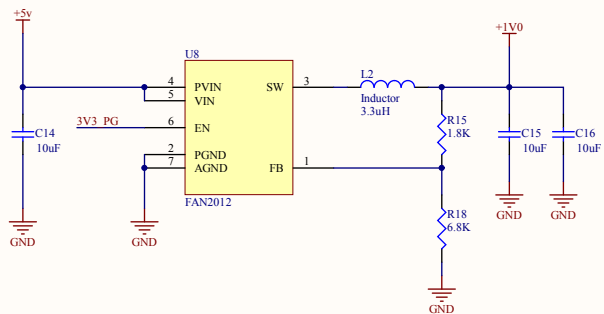 +5v
+1V0
U8
4
PVIN
SW
3
L2
5
VIN
Inductor
3.3uH
R15
1.8K
3V3_PG
6
EN
C14
10uF
C15
10uF
C16
10uF
2
PGND
7
AGND
FB
1
FAN2012
R18
6.8K
GND
GND
GND
GND
GND